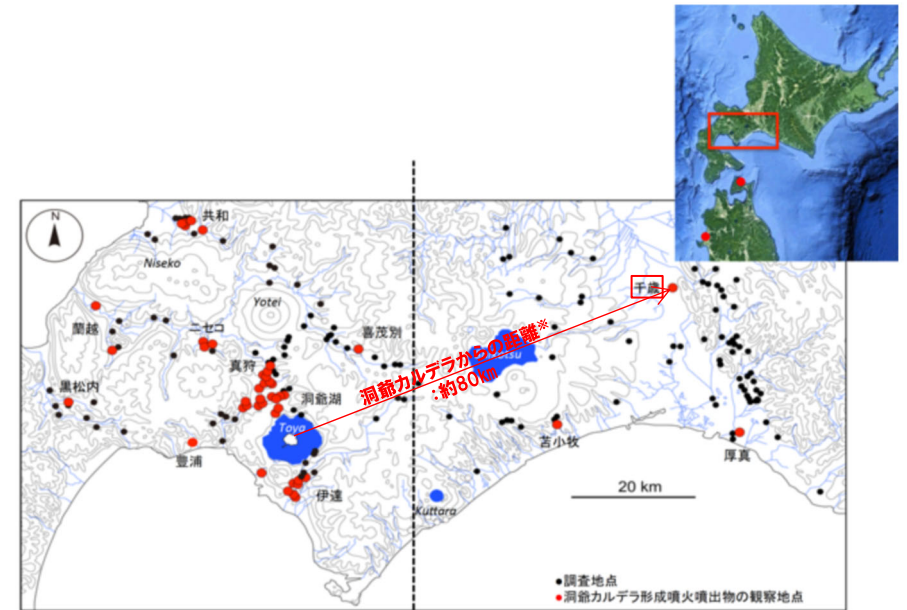 共和
N
Niseko
千歳
Yotei
蘭越
ニセコ
喜茂別
洞爺カルデラからの距離※
:約80km
真狩
黒松内
洞爺湖
Toya
苫小牧
豊浦
厚真
伊達
20 km
Kuttara
●調査地点
●洞爺カルデラ形成噴火噴出物の観察地点